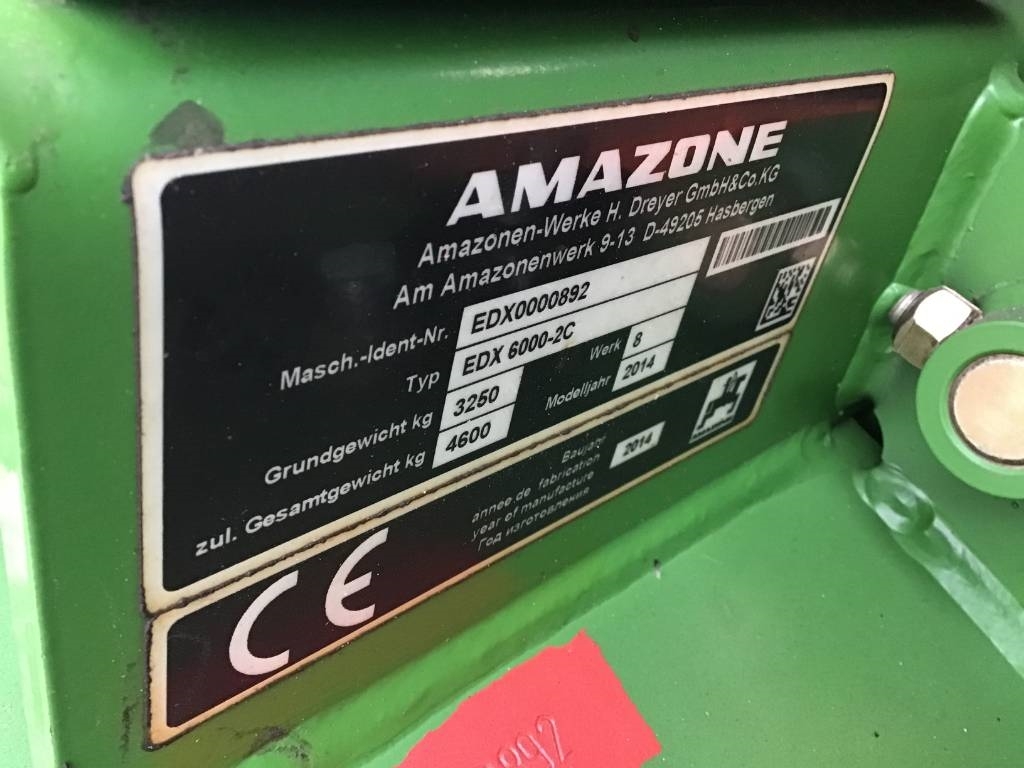 AMAZONE
Amazonen-Werke H. Dreyer GmbH&Co.KG
Am Amazonenwerk 9-13 D-49205 Hasbergen
Masch.-Ident-Nr. EDX0000892
Typ EDX 6000-2C
Grundgewicht kg 3250 Werk 8
zul. Gesamtgewicht kg 4600 Modelljahr 2014
CE
Baujahr 2014
annee de fabrication
year of manufacture
Год изготовления